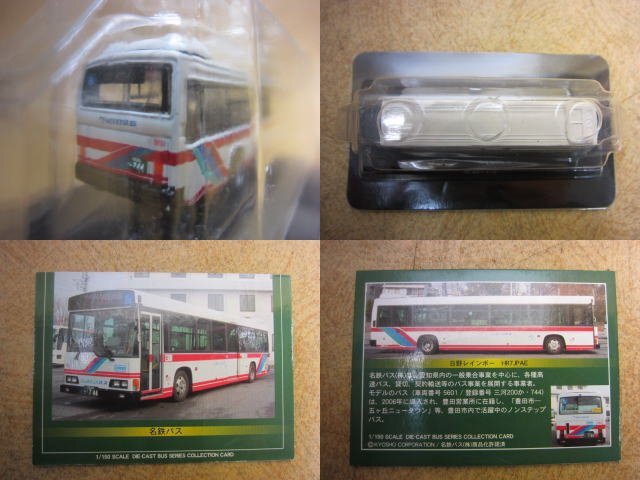 744
名鉄バス
1/150 SCALE DIE-CAST BUS SERIES COLLECTION CARD
日野レインボー HR7JPAE
名鉄バス(株)は、愛知県内の一般乗合事業を中心に、各種高
速バス、貸切、契約輸送等のバス事業を展開する事業者。
モデルのバス（車両番号 5601 / 登録番号 三河200か・744）
は、2006年に導入され、豊田営業所に在籍し、「豊田市―
五ヶ丘ニュータウン」等、豊田市内で活躍中のノンステップ
バス。
1/150 SCALE DIE-CAST BUS SERIES COLLECTION CARD
©KYOSHO CORPORATION / 名鉄バス(株)商品化許諾済